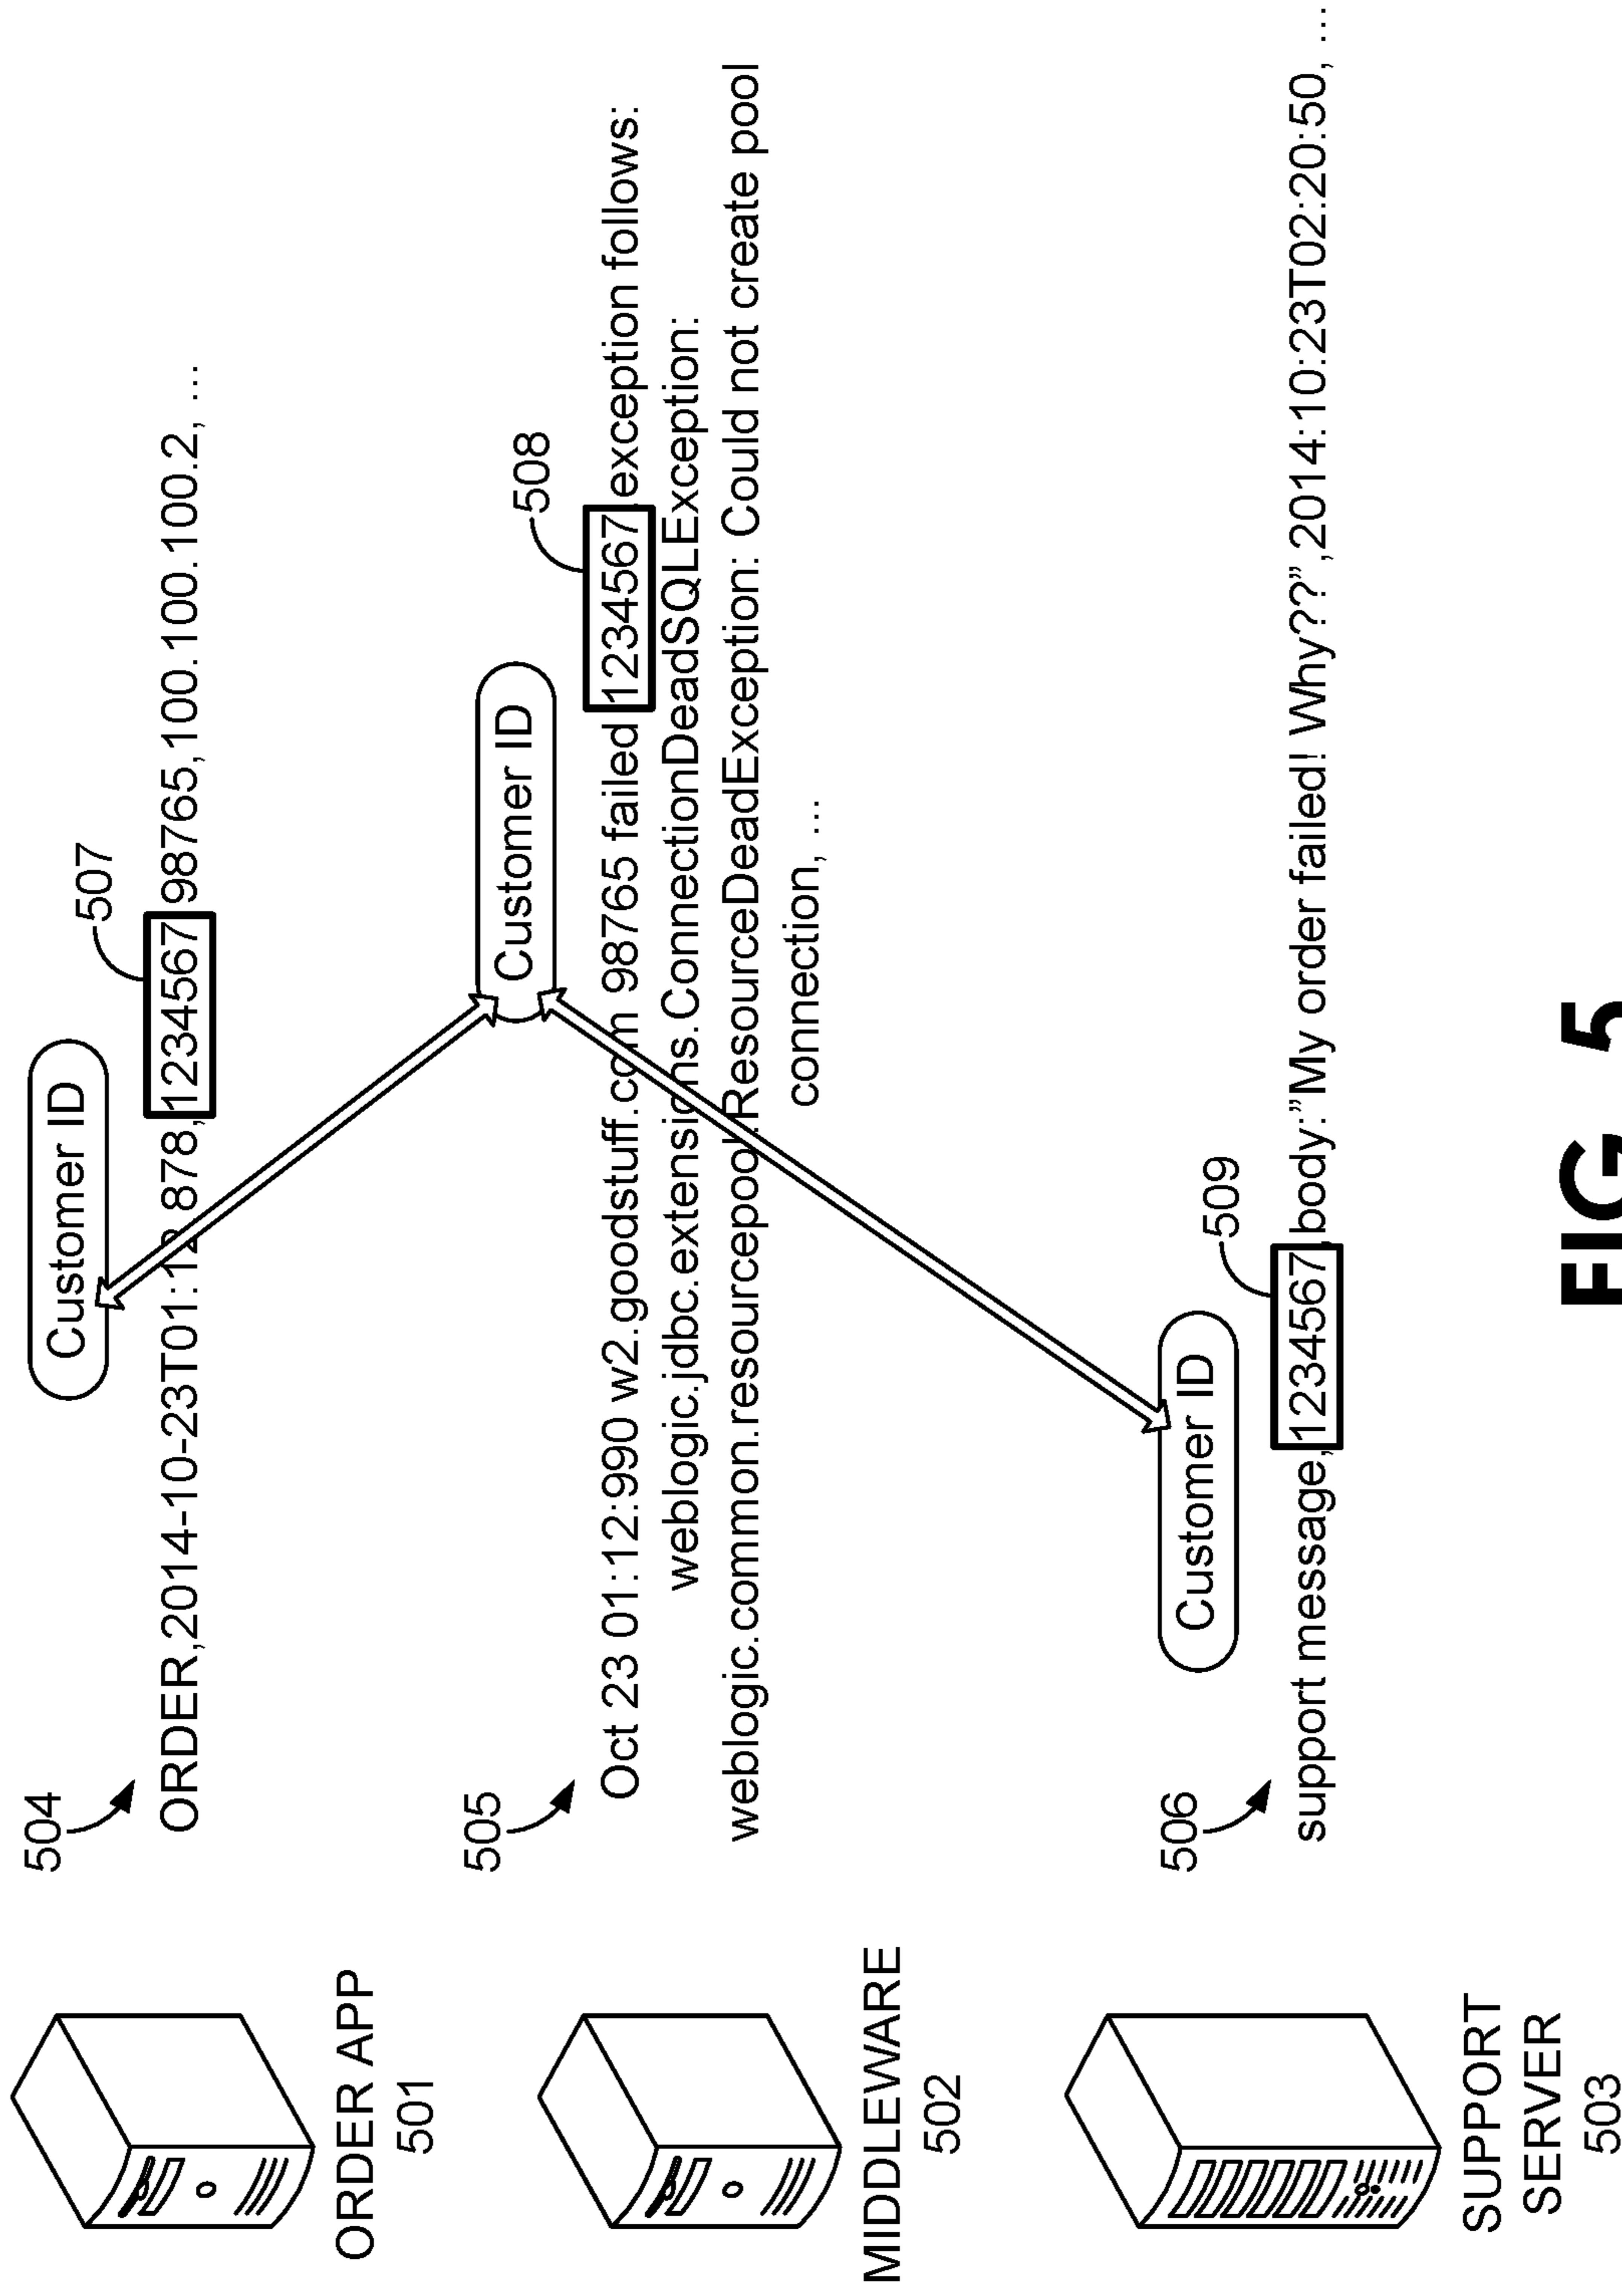 504
Customer ID
507
ORDER,2014-10-23T01:12:878,1234567,98765,100.100.100.2, …
ORDER APP
501
505
Customer ID
508
Oct 23 01:12:990 w2.goodstuff.com 98765 failed 1234567,exception follows:
weblogic.jdbc.extensions.ConnectionDeadSQLException:
weblogic.common.resourcepool.ResourceDeadException: Could not create pool
connection, …
MIDDLEWARE
502
506
Customer ID
509
support message,1234567,body:”My order failed! Why??”,2014:10:23T02:20:50, …
SUPPORT
SERVER
503
FIG. 5